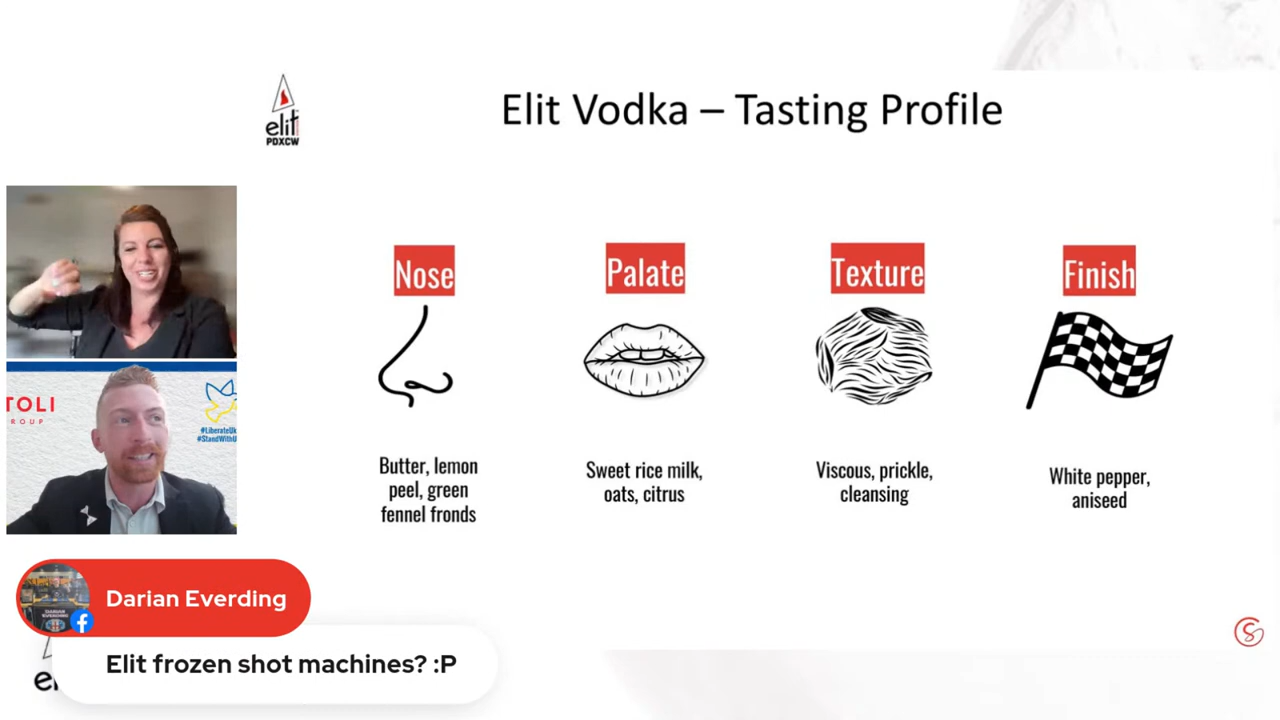 elit
PDXCW
Elit Vodka – Tasting Profile
Nose
Palate
Texture
Finish
Butter, lemon
peel, green
fennel fronds
Sweet rice milk,
oats, citrus
Viscous, prickle,
cleansing
White pepper,
aniseed
TOLI
ROUP
#LiberateUk
#StandWithU
Darian Everding
Elit frozen shot machines? :P